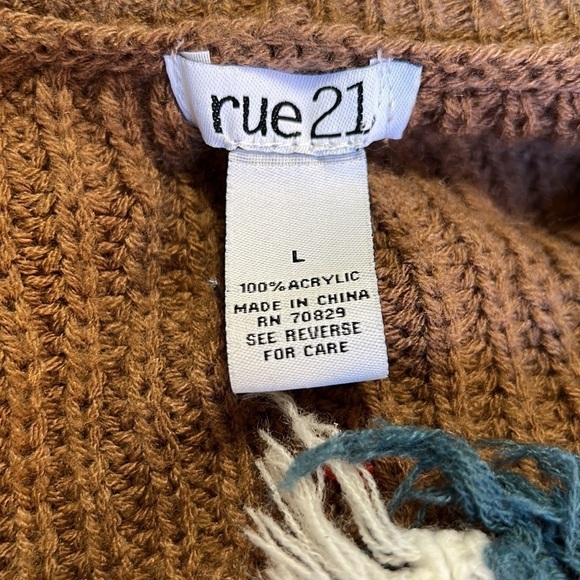 rue21
L
100% ACRYLIC
MADE IN CHINA
RN 70829
SEE REVERSE
FOR CARE